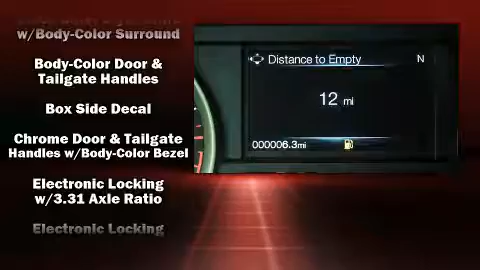 w/Body-Color Surround
Body-Color Door &
Tailgate Handles
Box Side Decal
Chrome Door & Tailgate
Handles w/Body-Color Bezel
Electronic Locking
w/3.31 Axle Ratio
Electronic Locking
Distance to Empty
N
12 mi
000006.3mi